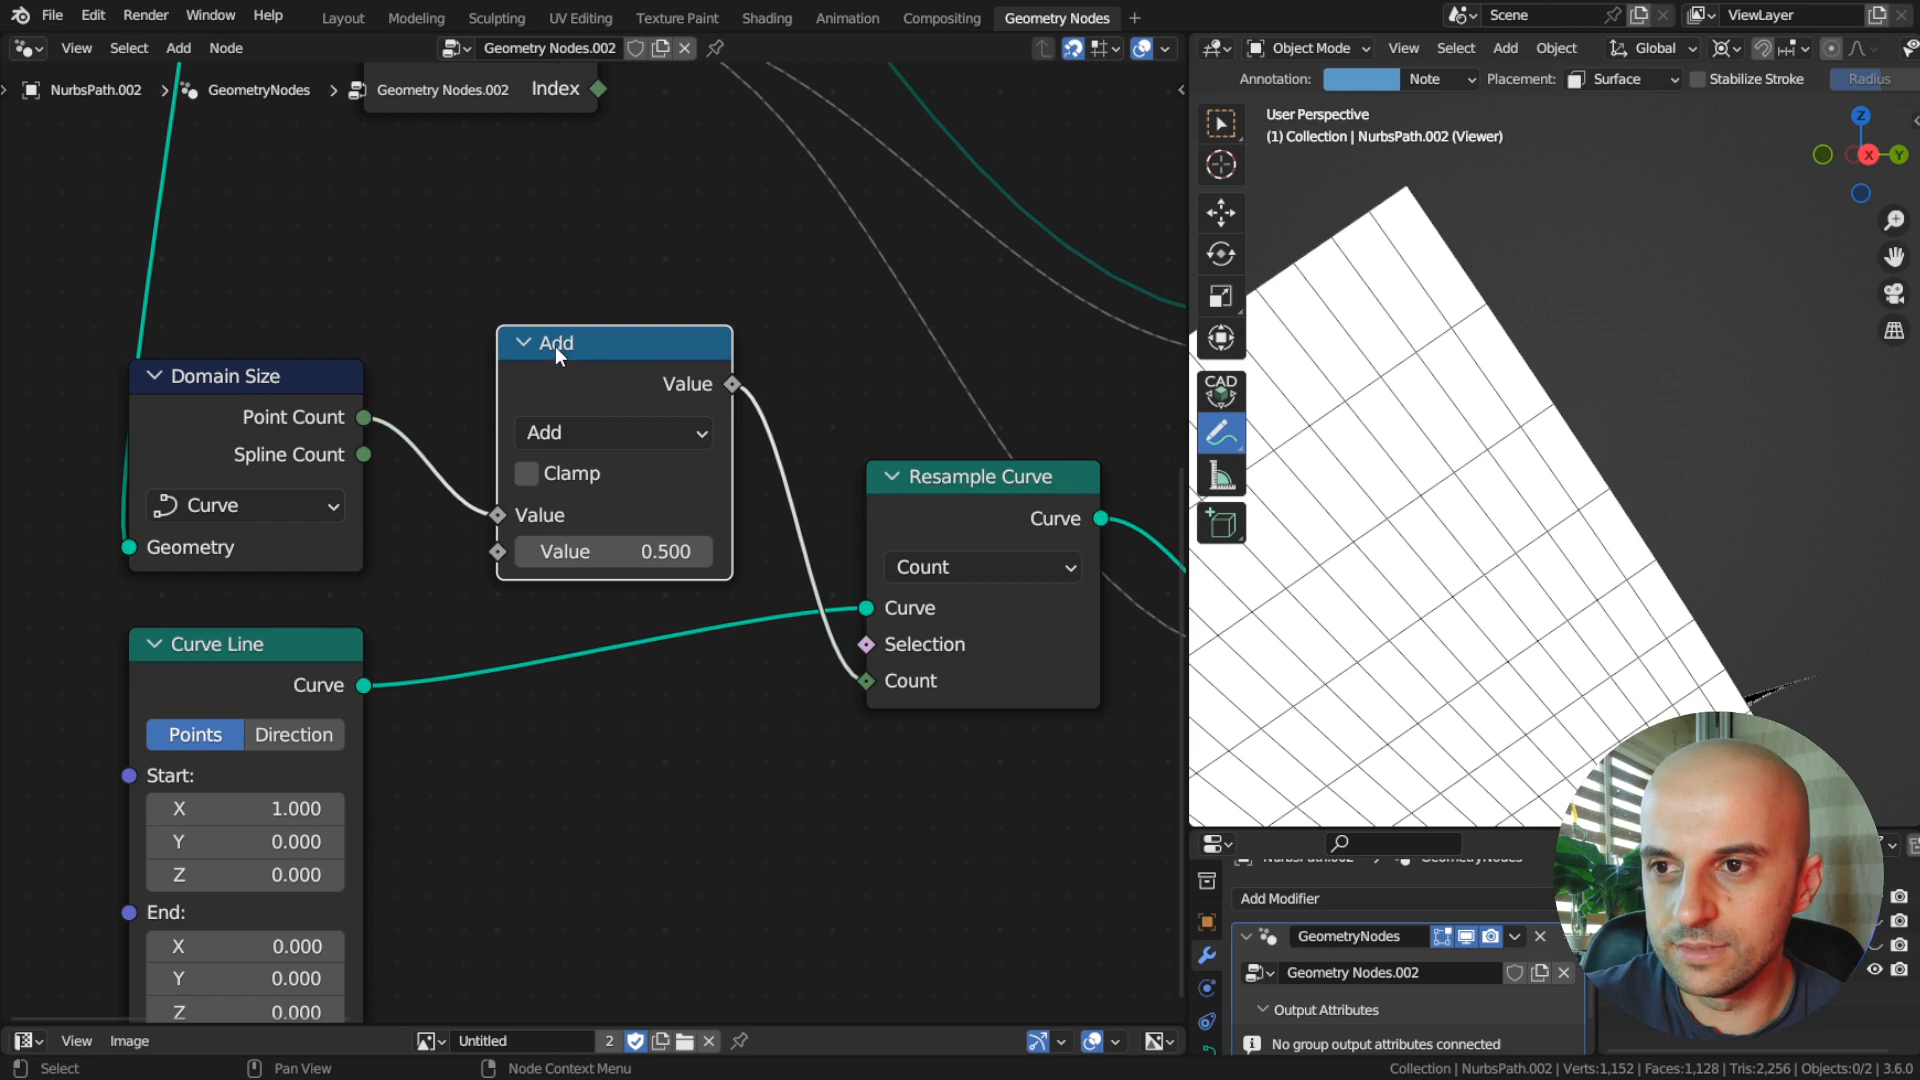 File Edit Render Window Help Layout Modeling Sculpting UV Editing Texture Paint Shading Animation Compositing Geometry Nodes + Scene ViewLayer
View Select Add Node Geometry Nodes.002 Object Mode View Select Add Object Global
Annotation: Note Placement: Surface Stabilize Stroke Radius
NurbsPath.002 > GeometryNodes > Geometry Nodes.002
Index
User Perspective
(1) Collection | NurbsPath.002 (Viewer)
Z
X
Y
CAD
Domain Size
Point Count
Spline Count
Curve
Geometry
Add
Value
Add
Clamp
Value
Value 0.500
Resample Curve
Curve
Count
Curve
Selection
Count
Curve Line
Curve
Points Direction
Start:
X 1.000
Y 0.000
Z 0.000
End:
X 0.000
Y 0.000
Z 0.000
Add Modifier
GeometryNodes
Geometry Nodes.002
Output Attributes
No group output attributes connected
View Image Untitled 2
Select Pan View Node Context Menu
Collection | NurbsPath.002 | Verts:1,152 | Faces:1,128 | Tris:2,256 | Objects:0/2 | 3.6.0